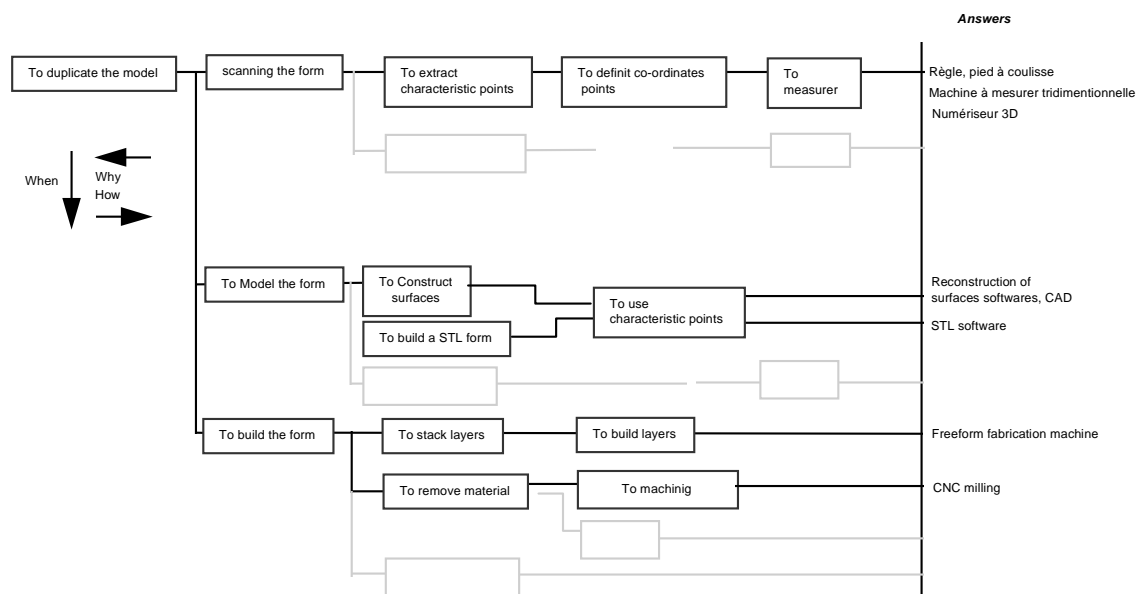 Answers
To duplicate the model
scanning the form
To extract
characteristic points
To definit co-ordinates
points
To
measurer
Règle, pied à coulisse
Machine à mesurer tridimentionnelle
Numériseur 3D
When
Why
How
To Model the form
To Construct
surfaces
To build a STL form
To use
characteristic points
Reconstruction of
surfaces softwares, CAD
STL software
To build the form
To stack layers
To build layers
Freeform fabrication machine
To remove material
To machinig
CNC milling